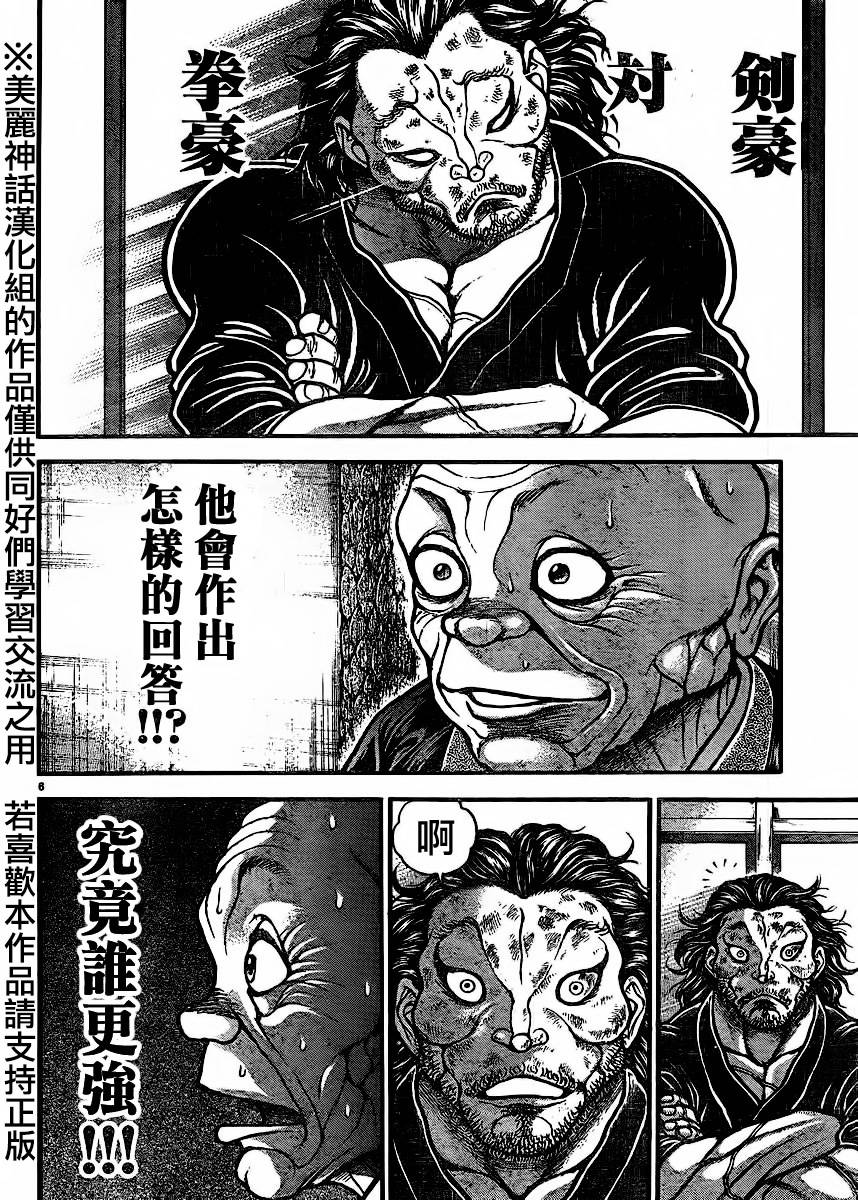 剣豪
対
拳豪
他會作出
怎樣的回答!!?
6
啊
究竟誰更強!!!
※美麗神話漢化組的作品僅供同好們學習交流之用
若喜歡本作品請支持正版